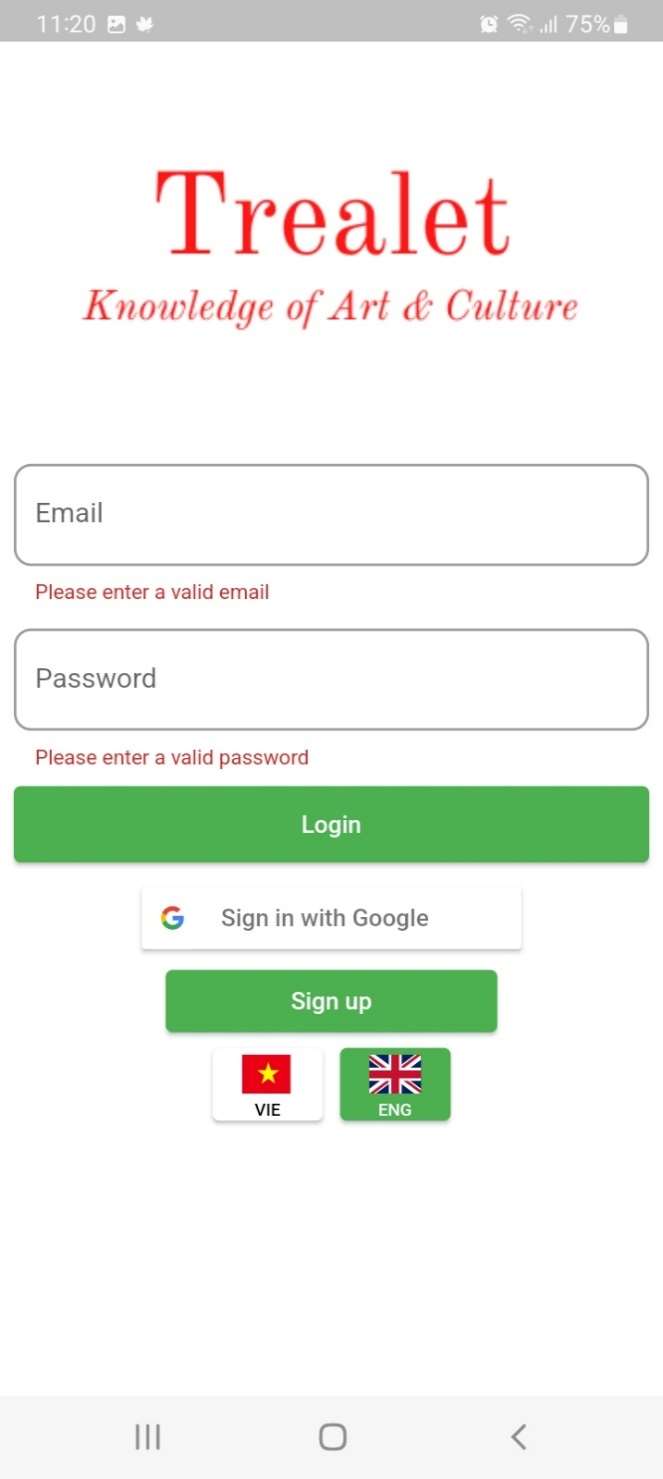 11:20 75%
Trealet
Knowledge of Art & Culture
Email
Please enter a valid email
Password
Please enter a valid password
Login
Sign in with Google
Sign up
VIE ENG